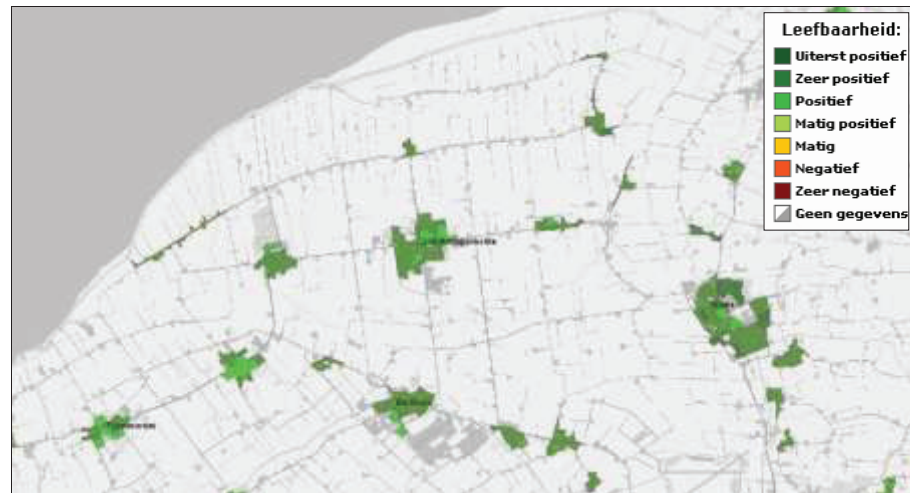 Leefbaarheid:
Uiterst positief
Zeer positief
Positief
Matig positief
Matig
Negatief
Zeer negatief
Geen gegevens